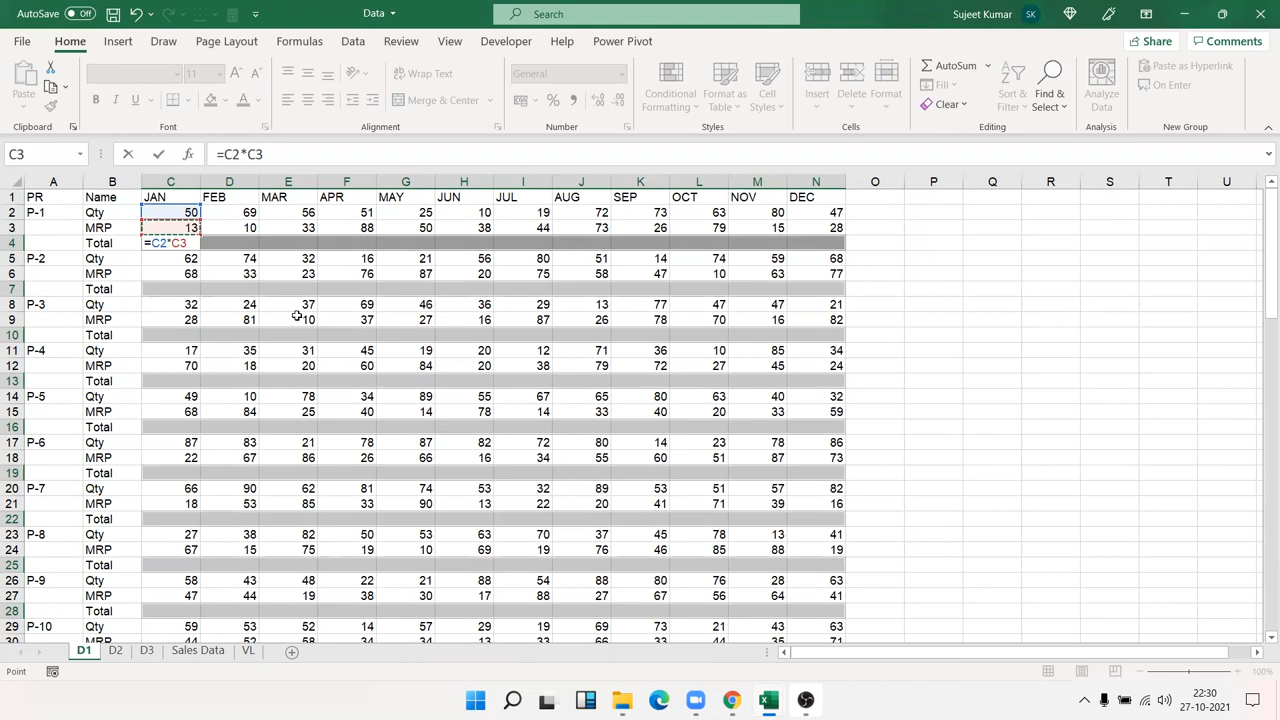 AutoSave Off Data Search Sujeet Kumar SK
File Home Insert Draw Page Layout Formulas Data Review View Developer Help Power Pivot Share Comments
Paste General 11 Wrap Text Merge & Center Conditional Formatting Format as Table Cell Styles Insert Delete Format AutoSum Fill Clear Sort & Filter Find & Select Analyze Data Paste as Hyperlink On Enter
Clipboard Font Alignment Number Styles Cells Editing Analysis New Group
C3 fx =C2*C3
A B C D E F G H I J K L M N O P Q R S T U
1 PR Name JAN FEB MAR APR MAY JUN JUL AUG SEP OCT NOV DEC
2 P-1 Qty 50 69 56 51 25 10 19 72 73 63 80 47
3 MRP 13 10 33 88 50 38 44 73 26 79 15 28
4 Total =C2*C3
5 P-2 Qty 62 74 32 16 21 56 80 51 14 74 59 68
6 MRP 68 33 23 76 87 20 75 58 47 10 63 77
7 Total
8 P-3 Qty 32 24 37 69 46 36 29 13 77 47 47 21
9 MRP 28 81 10 37 27 16 87 26 78 70 16 82
10 Total
11 P-4 Qty 17 35 31 45 19 20 12 71 36 10 85 34
12 MRP 70 18 20 60 84 20 38 79 72 27 45 24
13 Total
14 P-5 Qty 49 10 78 34 89 55 67 65 80 63 40 32
15 MRP 68 84 25 40 14 78 14 33 40 20 33 59
16 Total
17 P-6 Qty 87 83 21 78 87 82 72 80 14 23 78 86
18 MRP 22 67 86 26 66 16 34 55 60 51 87 73
19 Total
20 P-7 Qty 66 90 62 81 74 53 32 89 53 51 57 82
21 MRP 18 53 85 33 90 13 22 20 41 71 39 16
22 Total
23 P-8 Qty 27 38 82 50 53 63 70 37 45 78 13 41
24 MRP 67 15 75 19 10 69 19 76 46 85 88 19
25 Total
26 P-9 Qty 58 43 48 22 21 88 54 88 80 76 28 63
27 MRP 47 44 19 38 30 17 88 27 67 56 64 41
28 Total
29 P-10 Qty 59 53 52 14 57 29 19 69 73 21 43 63
30 MRP 44 52 58 34 34 13 66 33 44 35 71
D1 D2 D3 Sales Data VL
Point 100%
22:30
27-10-2021